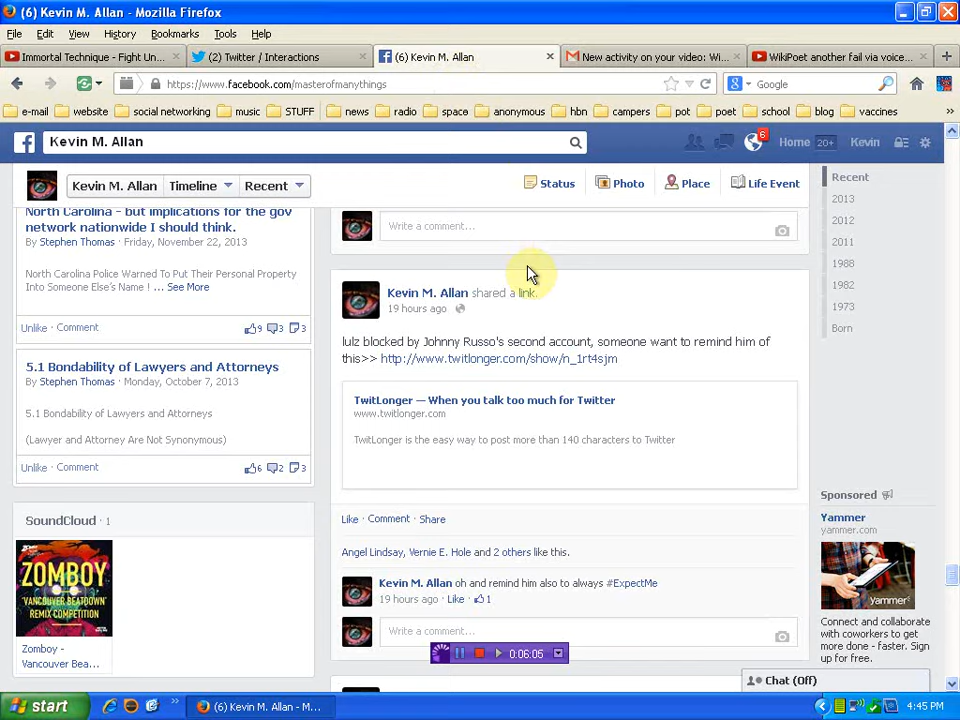 (6) Kevin M. Allan - Mozilla Firefox
File Edit View History Bookmarks Tools Help
Immortal Technique - Fight Un... (2) Twitter / Interactions (6) Kevin M. Allan New activity on your video: Wi... WikiPoet another fail via voice...
https://www.facebook.com/masterofmanythings Google
e-mail website social networking music STUFF news radio space anonymous hbn campers pot poet school blog vaccines
Kevin M. Allan 6 Home 20+ Kevin
Kevin M. Allan Timeline Recent Status Photo Place Life Event
Recent
2013
2012
2011
1988
1982
1973
Born
North Carolina - but implications for the gov
network nationwide I should think.
By Stephen Thomas · Friday, November 22, 2013
North Carolina Police Warned To Put Their Personal Property
Into Someone Else's Name ! ... See More
Unlike · Comment 9 3 3
5.1 Bondability of Lawyers and Attorneys
By Stephen Thomas · Monday, October 7, 2013
5.1 Bondability of Lawyers and Attorneys
(Lawyer and Attorney Are Not Synonymous)
Unlike · Comment 6 2 3
SoundCloud · 1
ZOMBOY
'VANCOUVER BEATDOWN'
REMIX COMPETITION
Zomboy -
Vancouver Bea...
Write a comment...
Kevin M. Allan shared a link.
19 hours ago
lulz blocked by Johnny Russo's second account, someone want to remind him of
this>> http://www.twitlonger.com/show/n_1rt4sjm
TwitLonger — When you talk too much for Twitter
www.twitlonger.com
TwitLonger is the easy way to post more than 140 characters to Twitter
Like · Comment · Share
Angel Lindsay, Vernie E. Hole and 2 others like this.
Kevin M. Allan oh and remind him also to always #ExpectMe
19 hours ago · Like · 1
Write a comment...
0:06:05
Sponsored
Yammer
yammer.com
yammer
Connect and collaborate
with coworkers to get
more done - faster. Sign
up for free.
Chat (Off)
start (6) Kevin M. Allan - M... 4:45 PM